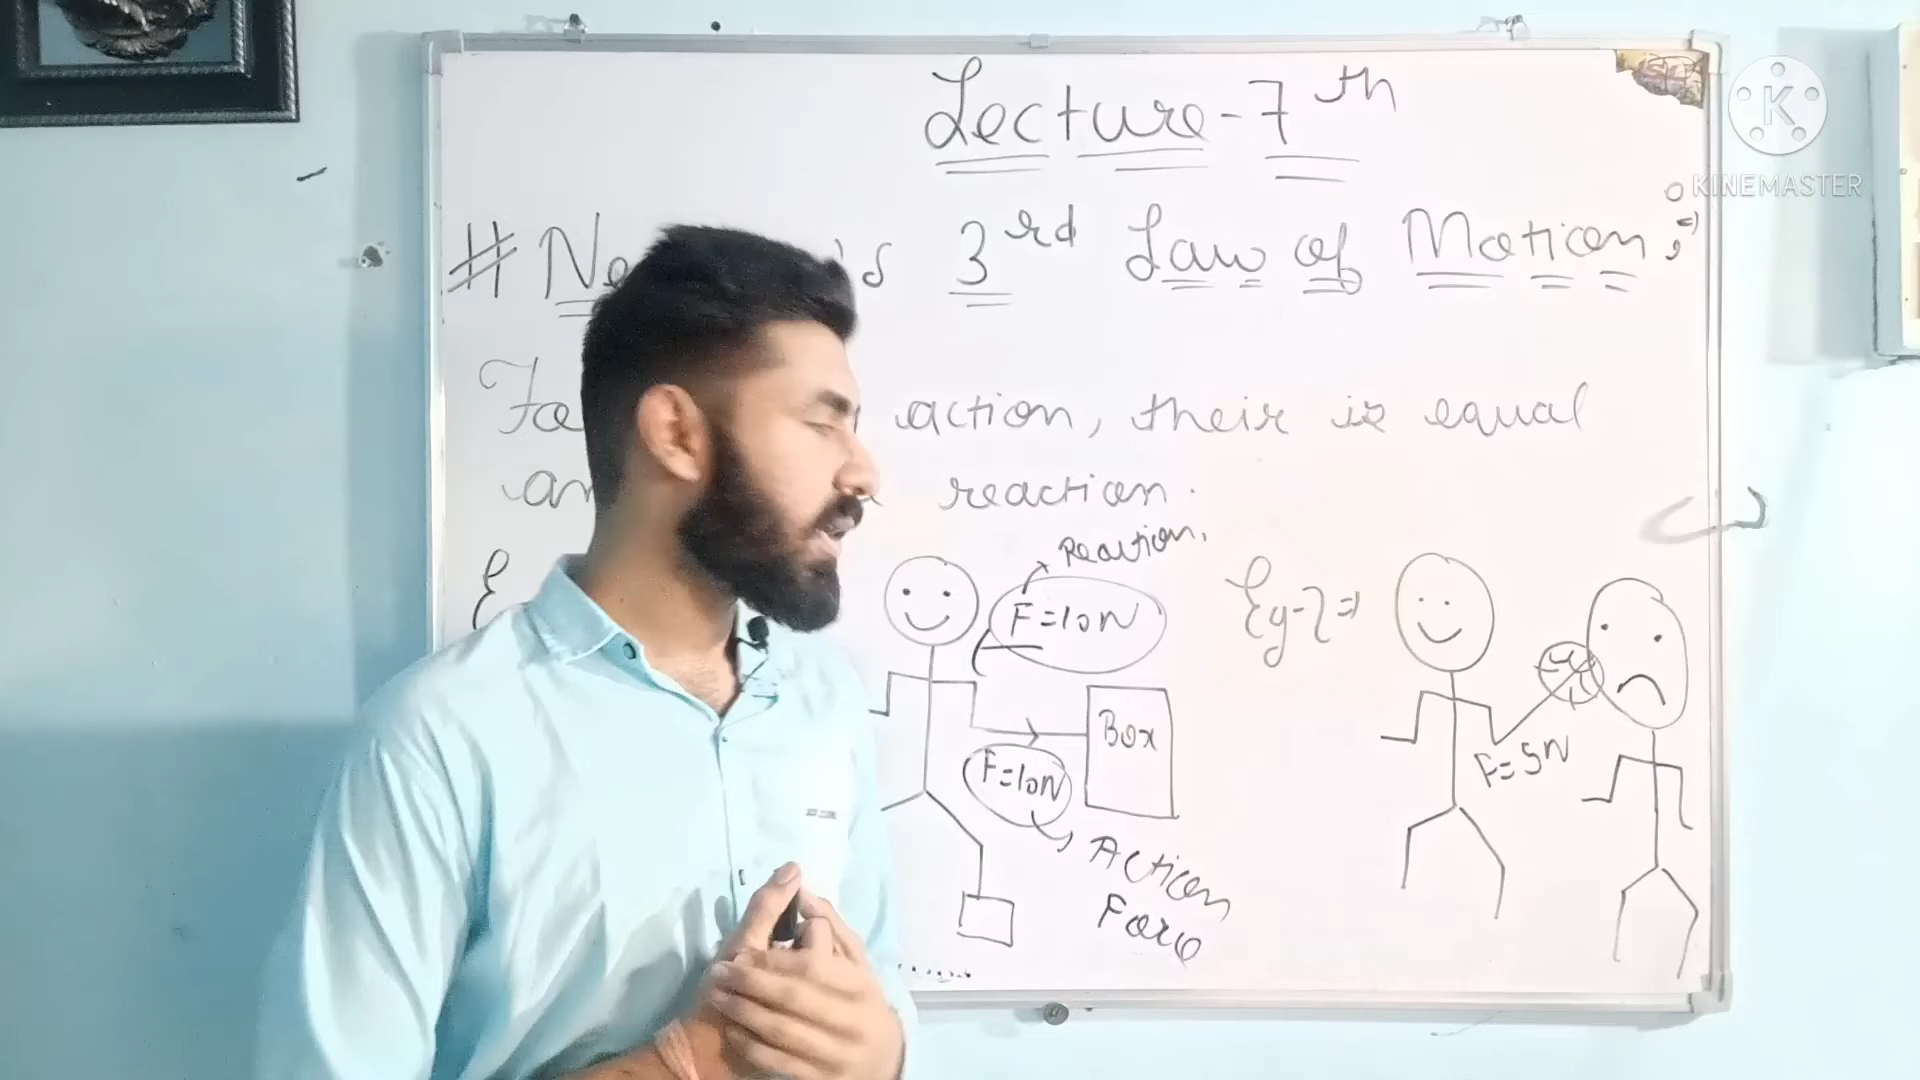 Lecture-7th
# Ne 's 3rd Law of Motion :=)
Fo action, their is equal
an reaction.
Reaction,
F=10N
Box
F=10N
Action
Force
Eg-2=>
F=5N
K
KINEMASTER